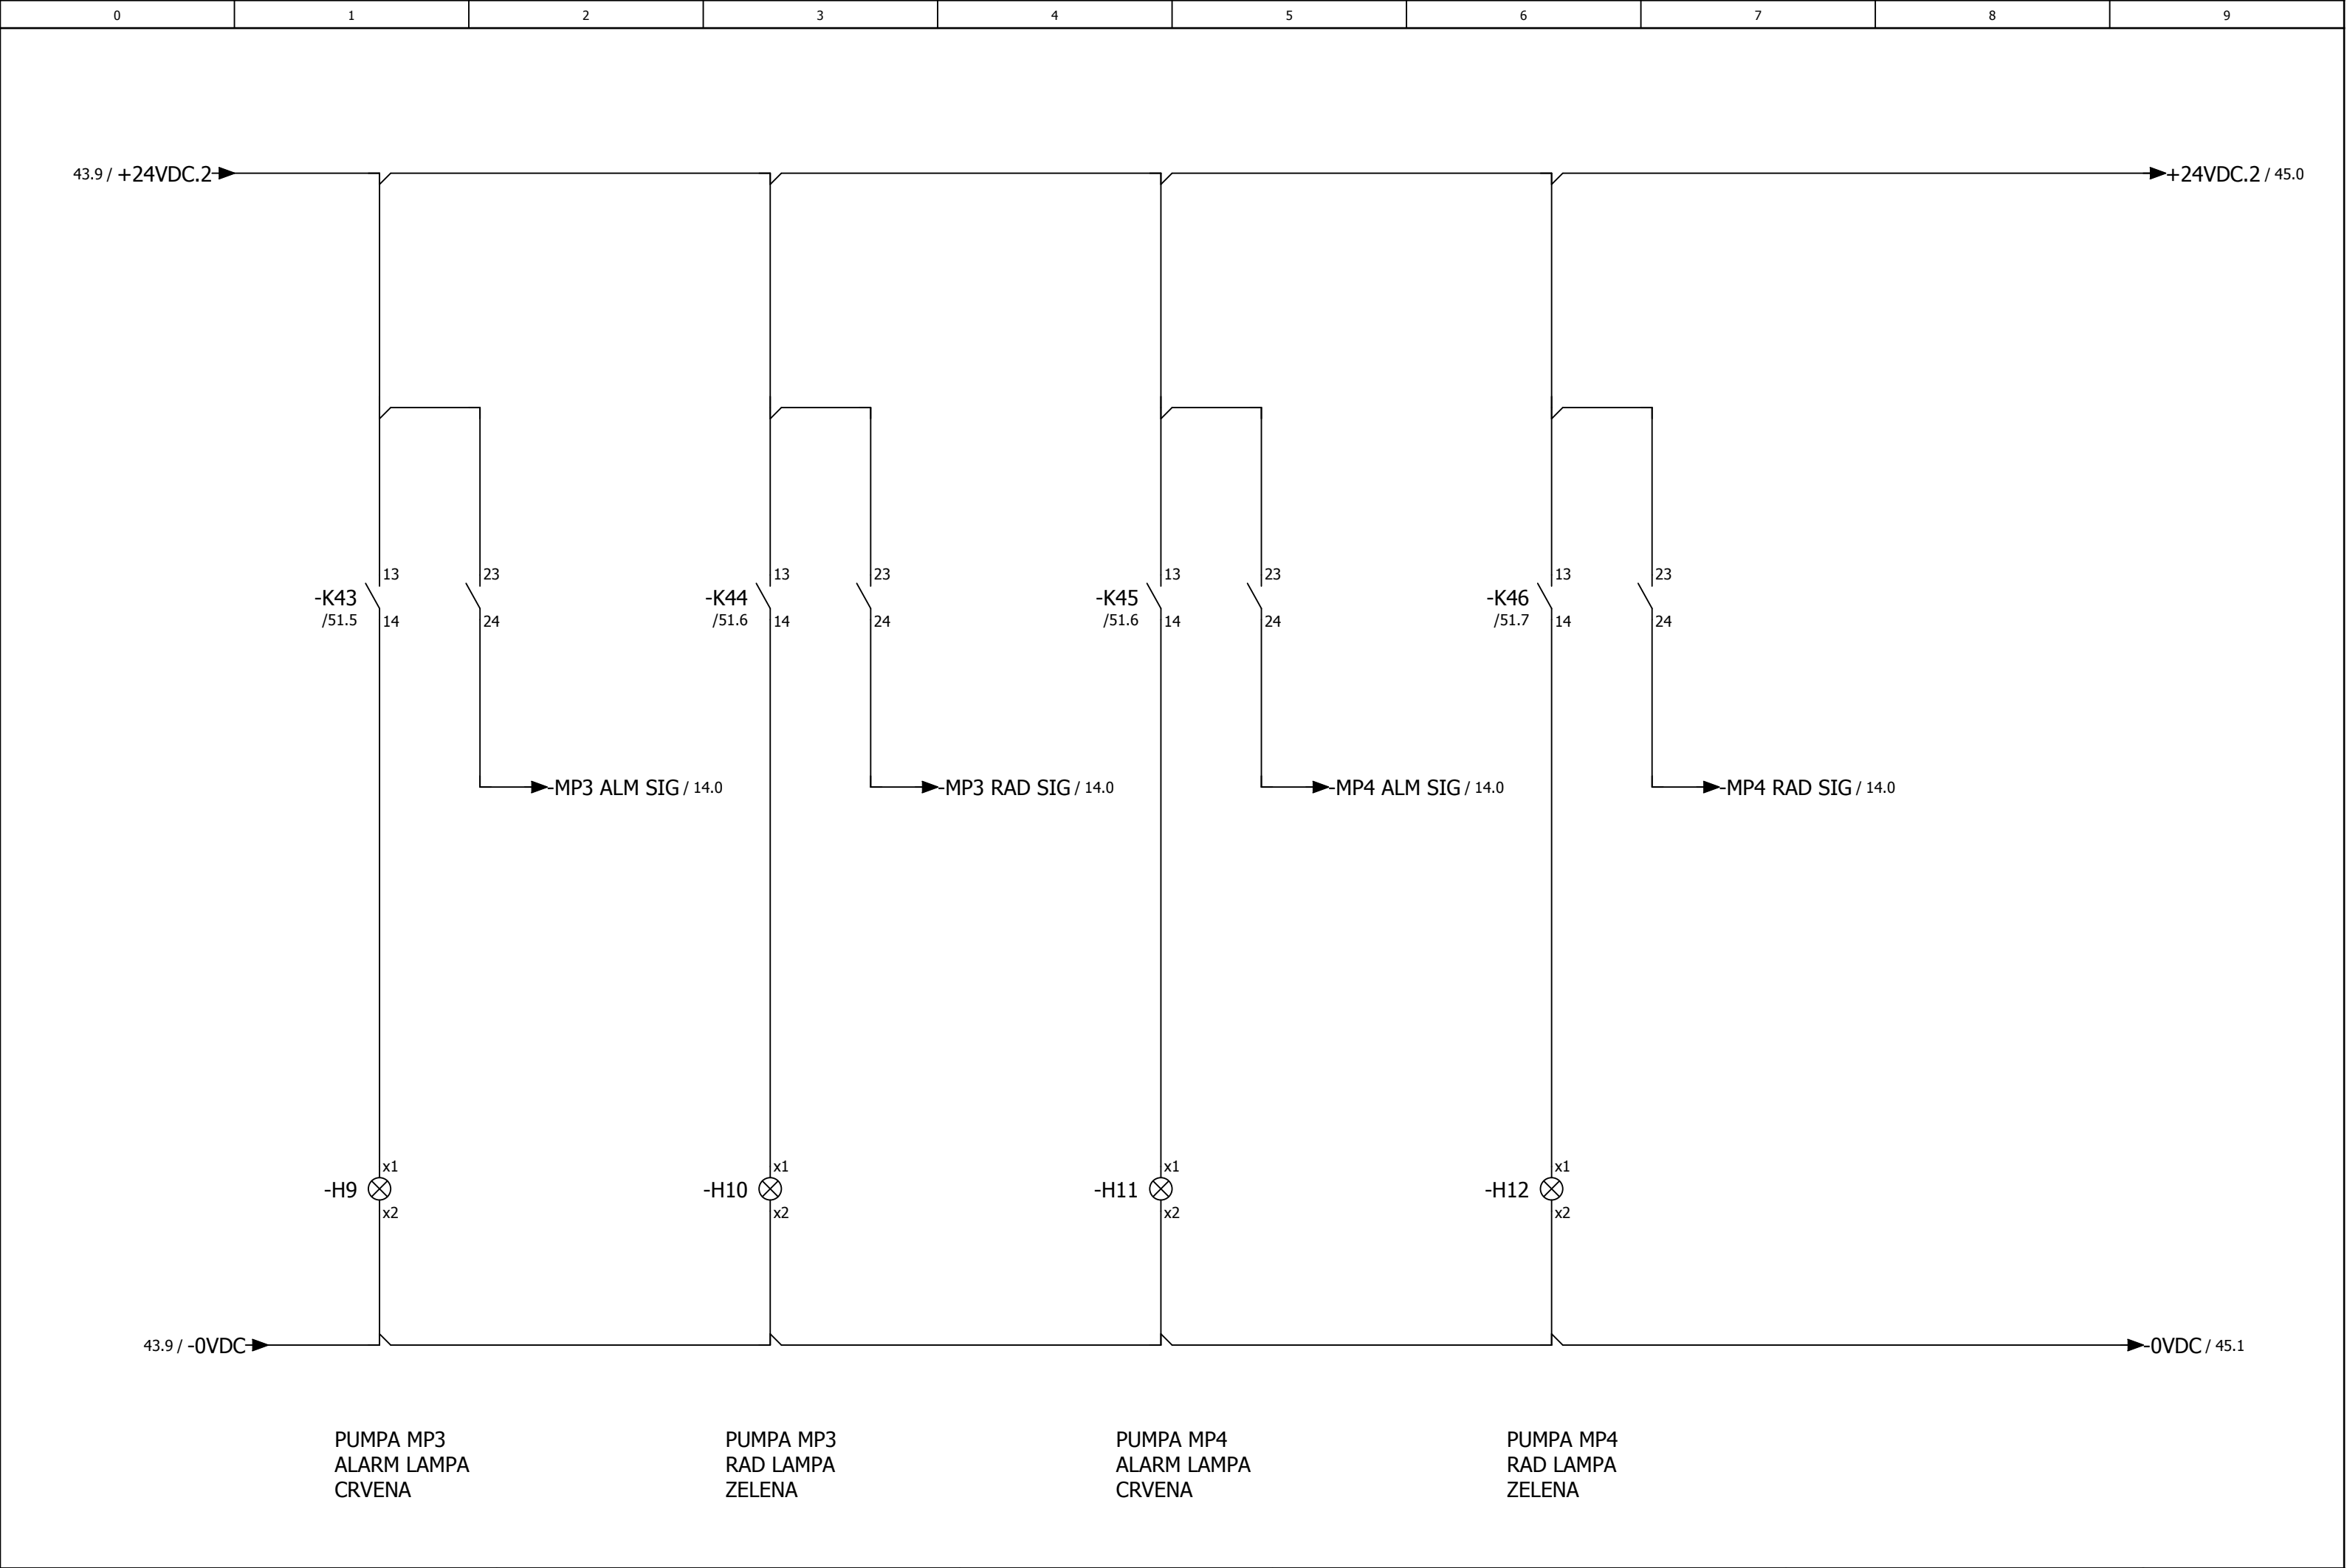 0 1 2 3 4 5 6 7 8 9
43.9 / +24VDC.2 +24VDC.2 / 45.0
13 23 13 23 13 23 13 23
-K43 -K44 -K45 -K46
/51.5 14 24 /51.6 14 24 /51.6 14 24 /51.7 14 24
-MP3 ALM SIG / 14.0 -MP3 RAD SIG / 14.0 -MP4 ALM SIG / 14.0 -MP4 RAD SIG / 14.0
x1 x1 x1 x1
-H9 -H10 -H11 -H12
x2 x2 x2 x2
43.9 / -0VDC -0VDC / 45.1
PUMPA MP3
ALARM LAMPA
CRVENA
PUMPA MP3
RAD LAMPA
ZELENA
PUMPA MP4
ALARM LAMPA
CRVENA
PUMPA MP4
RAD LAMPA
ZELENA